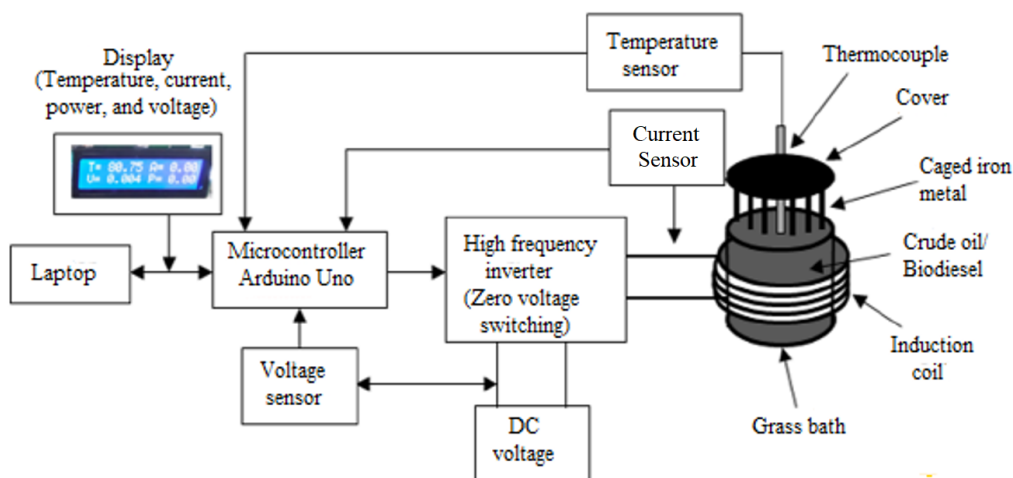 Display
(Temperature, current,
power, and voltage)
T= 80.75 A= 0.00
U= 0.004 P= 0.00
Temperature
sensor
Thermocouple
Cover
Current
Sensor
Caged iron
metal
Laptop
Microcontroller
Arduino Uno
High frequency
inverter
(Zero voltage
switching)
Crude oil/
Biodiesel
Voltage
sensor
Induction
coil
DC
voltage
Grass bath